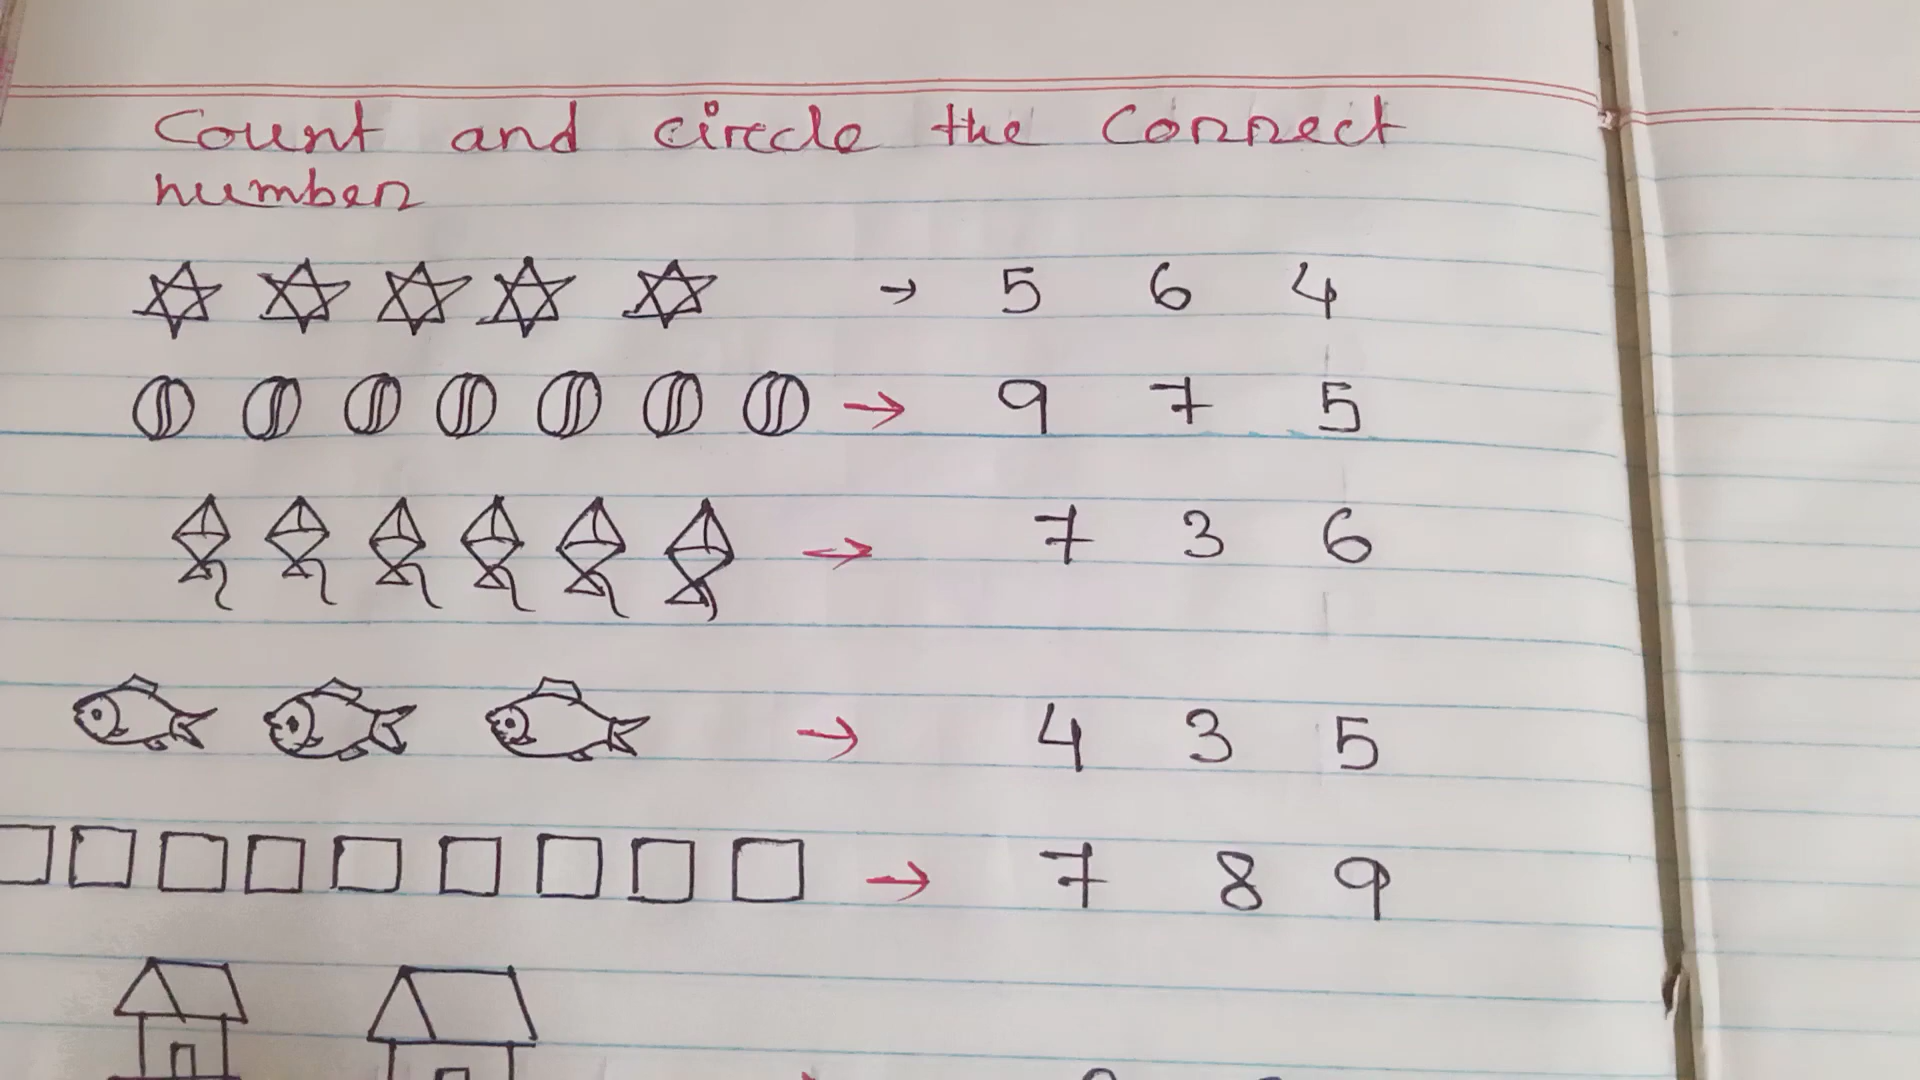 Count and circle the correct
number
→ 5 6 4
→ 9 7 5
→ 7 3 6
→ 4 3 5
→ 7 8 9